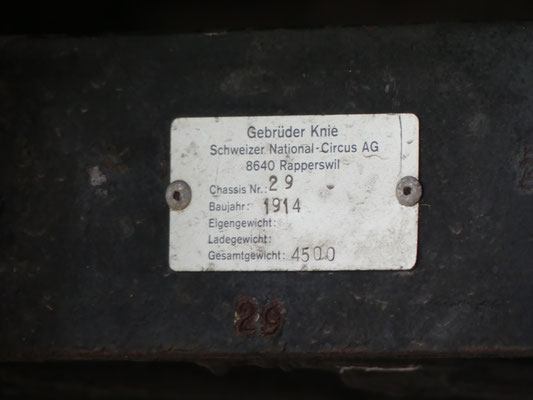 Gebrüder Knie
Schweizer National-Circus AG
8640 Rapperswil
Chassis Nr.: 29
Baujahr: 1914
Eigengewicht:
Ladegewicht:
Gesamtgewicht: 4500
29